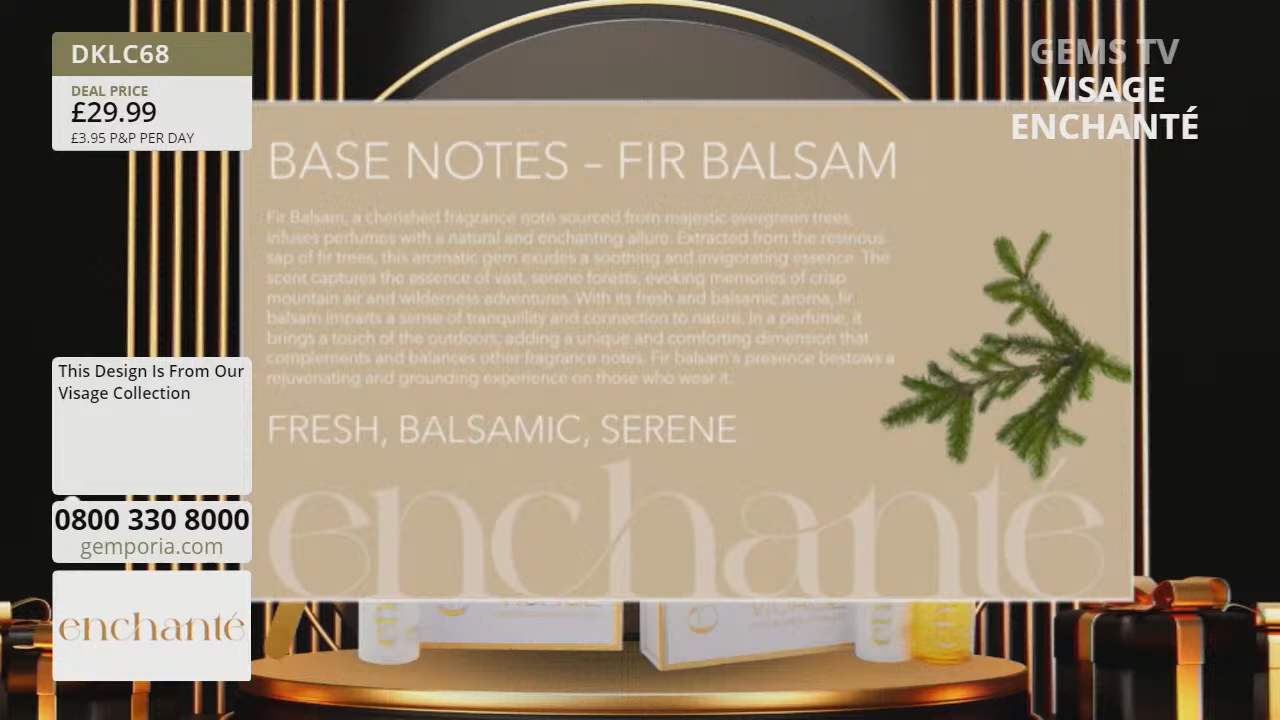 DKLC68
DEAL PRICE
£29.99
£3.95 P&P PER DAY
GEMS TV
VISAGE
ENCHANTÉ
BASE NOTES – FIR BALSAM
Fir Balsam, a cherished fragrance note sourced from majestic evergreen trees,
infuses perfumes with a natural and enchanting allure. Extracted from the resinous
sap of fir trees, this aromatic gem exudes a soothing and invigorating essence. The
scent captures the essence of vast, serene forests, evoking memories of crisp
mountain air and wilderness adventures. With its fresh and balsamic aroma, fir
balsam imparts a sense of tranquillity and connection to nature. In a perfume, it
brings a touch of the outdoors, adding a unique and comforting dimension that
complements and balances other fragrance notes. Fir balsam's presence bestows a
rejuvenating and grounding experience on those who wear it.
FRESH, BALSAMIC, SERENE
enchanté
This Design Is From Our
Visage Collection
0800 330 8000
gemporia.com
enchanté